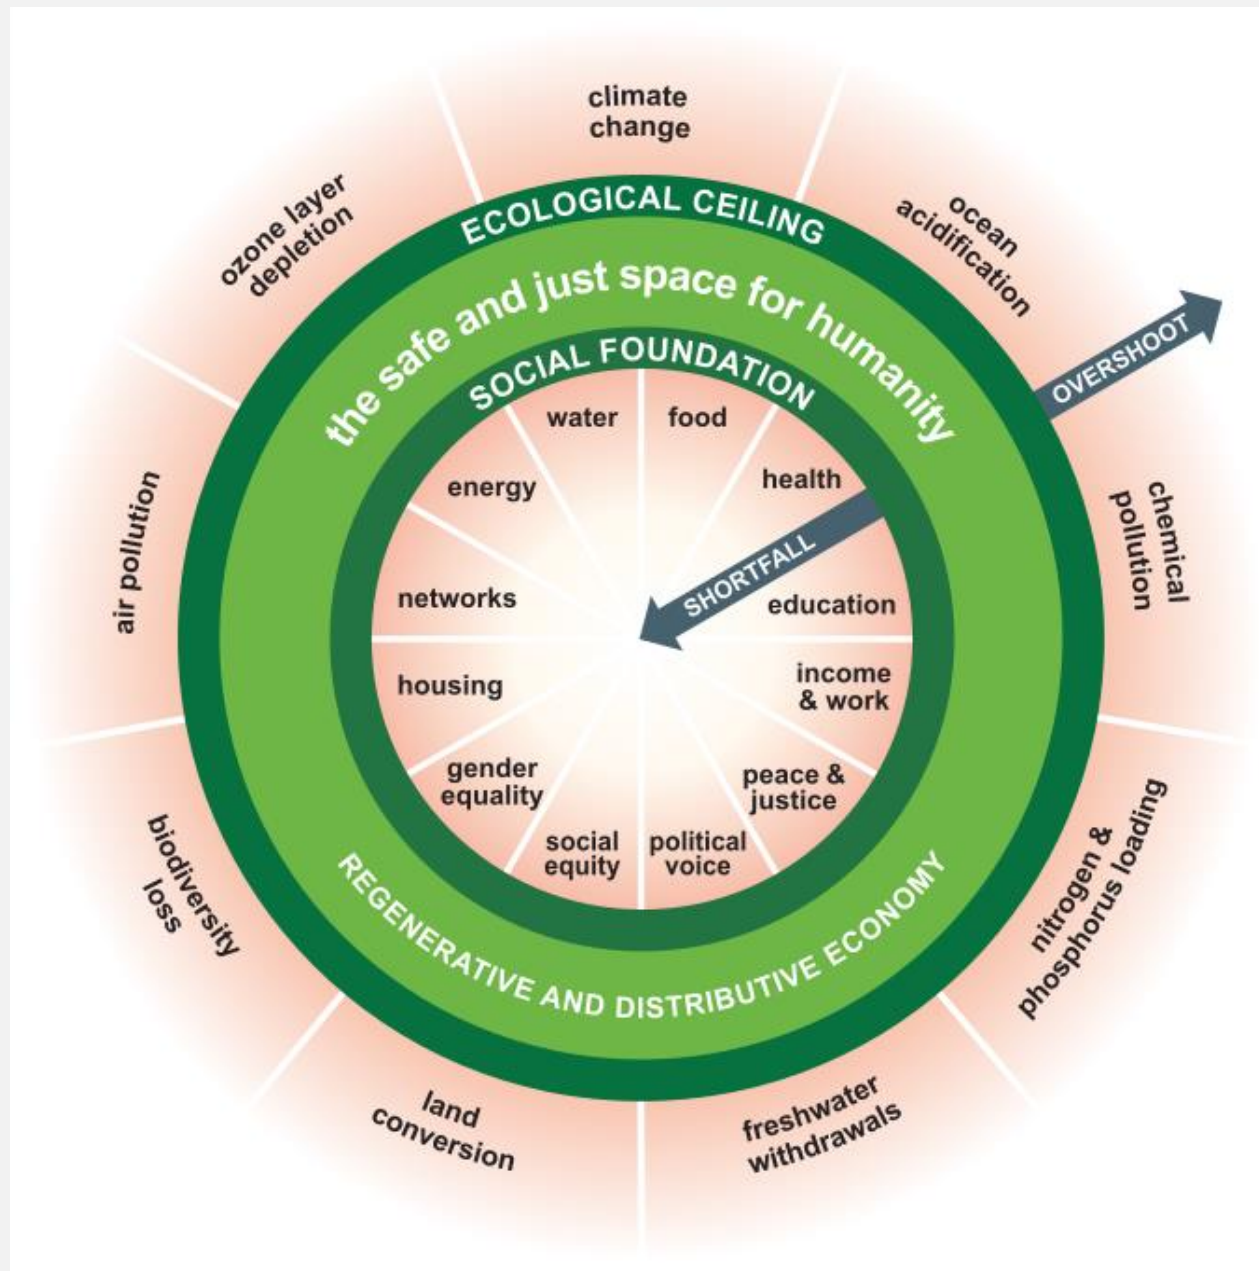 climate
change
ocean
acidification
OVERSHOOT
chemical
pollution
nitrogen &
phosphorus loading
freshwater
withdrawals
land
conversion
biodiversity
loss
air pollution
ozone layer
depletion
ECOLOGICAL CEILING
the safe and just space for humanity
SOCIAL FOUNDATION
water
food
health
SHORTFALL
education
income
& work
peace &
justice
political
voice
social
equity
gender
equality
housing
networks
energy
REGENERATIVE AND DISTRIBUTIVE ECONOMY